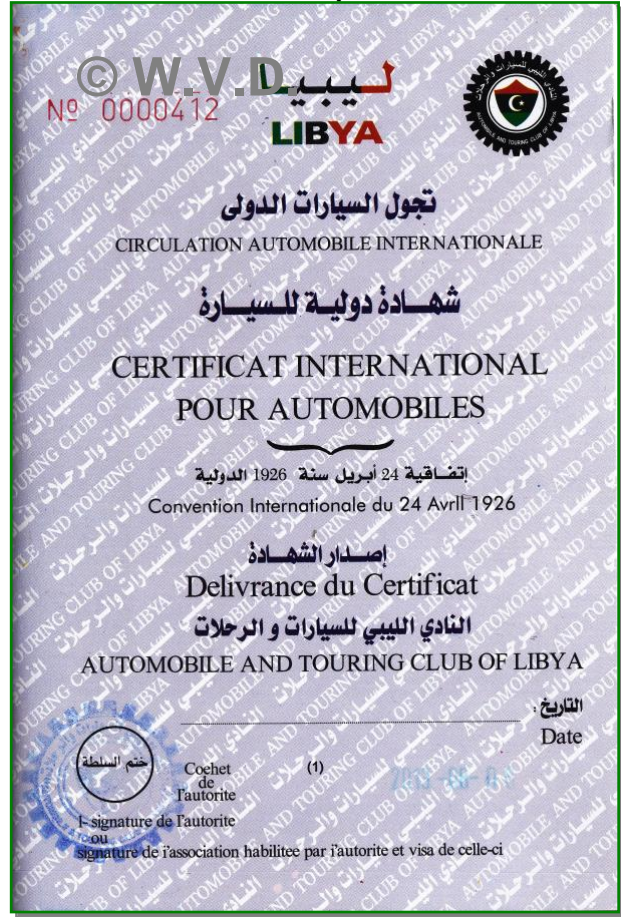 © W.V.D.
ليبيا
№ 0000412
LIBYA
تجول السيارات الدولى
CIRCULATION AUTOMOBILE INTERNATIONALE
شهادة دولية للسيارة
CERTIFICAT INTERNATIONAL
POUR AUTOMOBILES
إتفاقية 24 أبريل سنة 1926 الدولية
Convention Internationale du 24 Avrll 1926
إصدار الشهادة
Delivrance du Certificat
النادي الليبي للسيارات و الرحلات
AUTOMOBILE AND TOURING CLUB OF LIBYA
التاريخ :
Date
ختم السلطة
Coehet
de
l'autorite
(1)
1- signature de l'autorite
ou
signature de i'association habilitee par i'autorite et visa de celle-ci